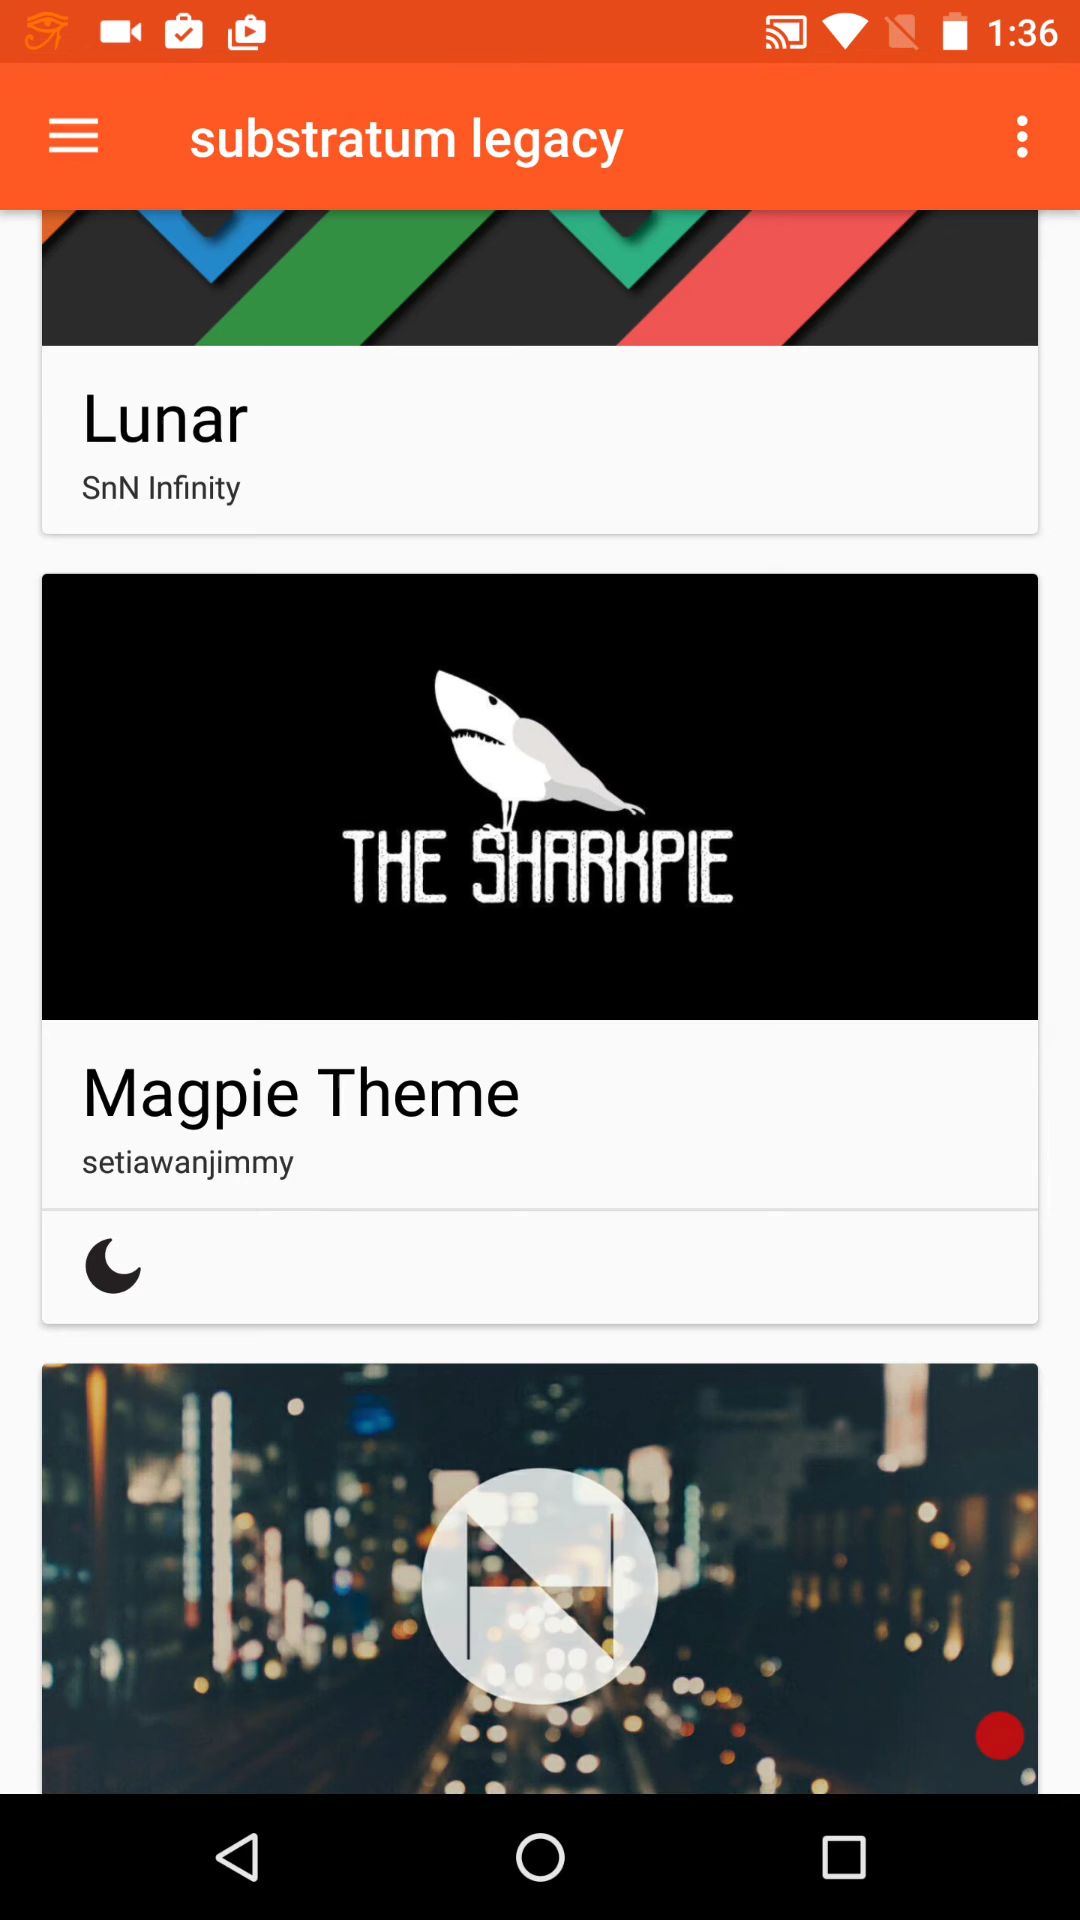 1:36
substratum legacy
Lunar
SnN Infinity
THE SHARKPIE
Magpie Theme
setiawanjimmy